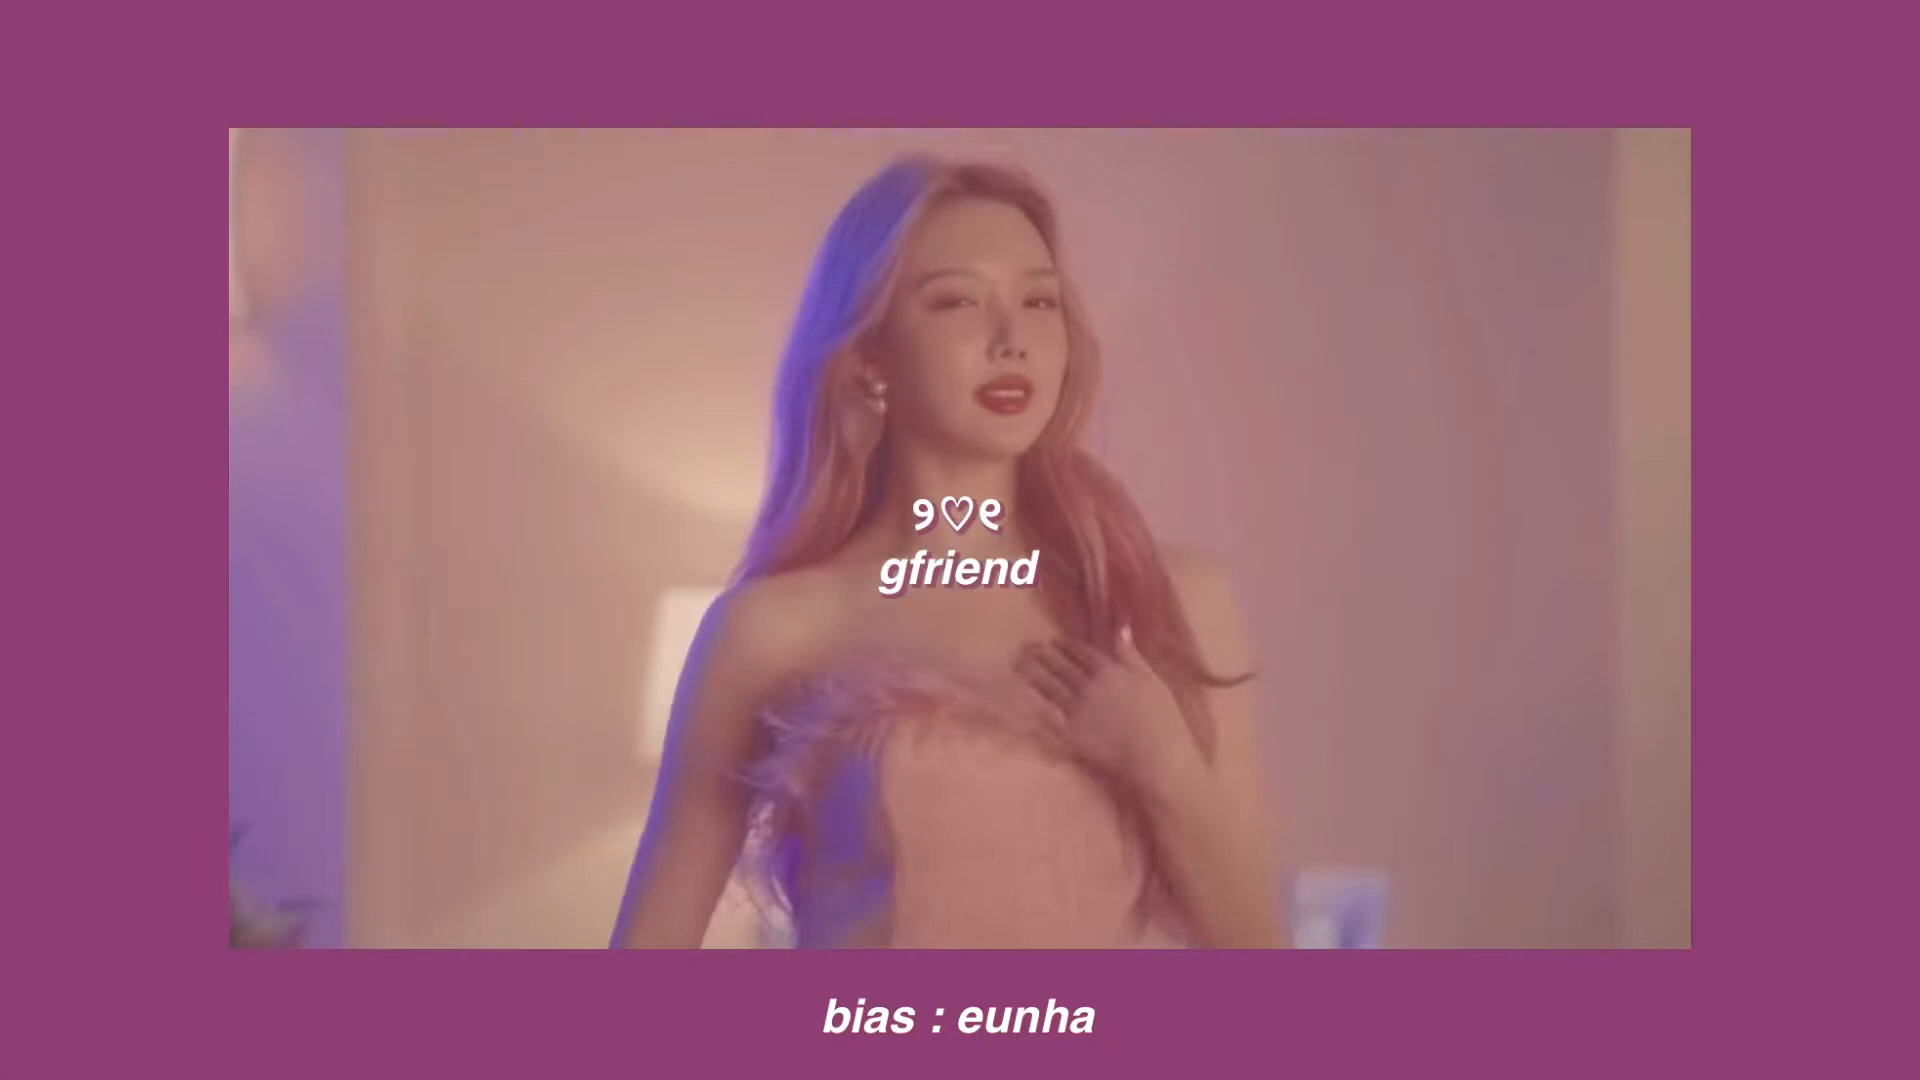 ୨♡୧
gfriend
bias : eunha